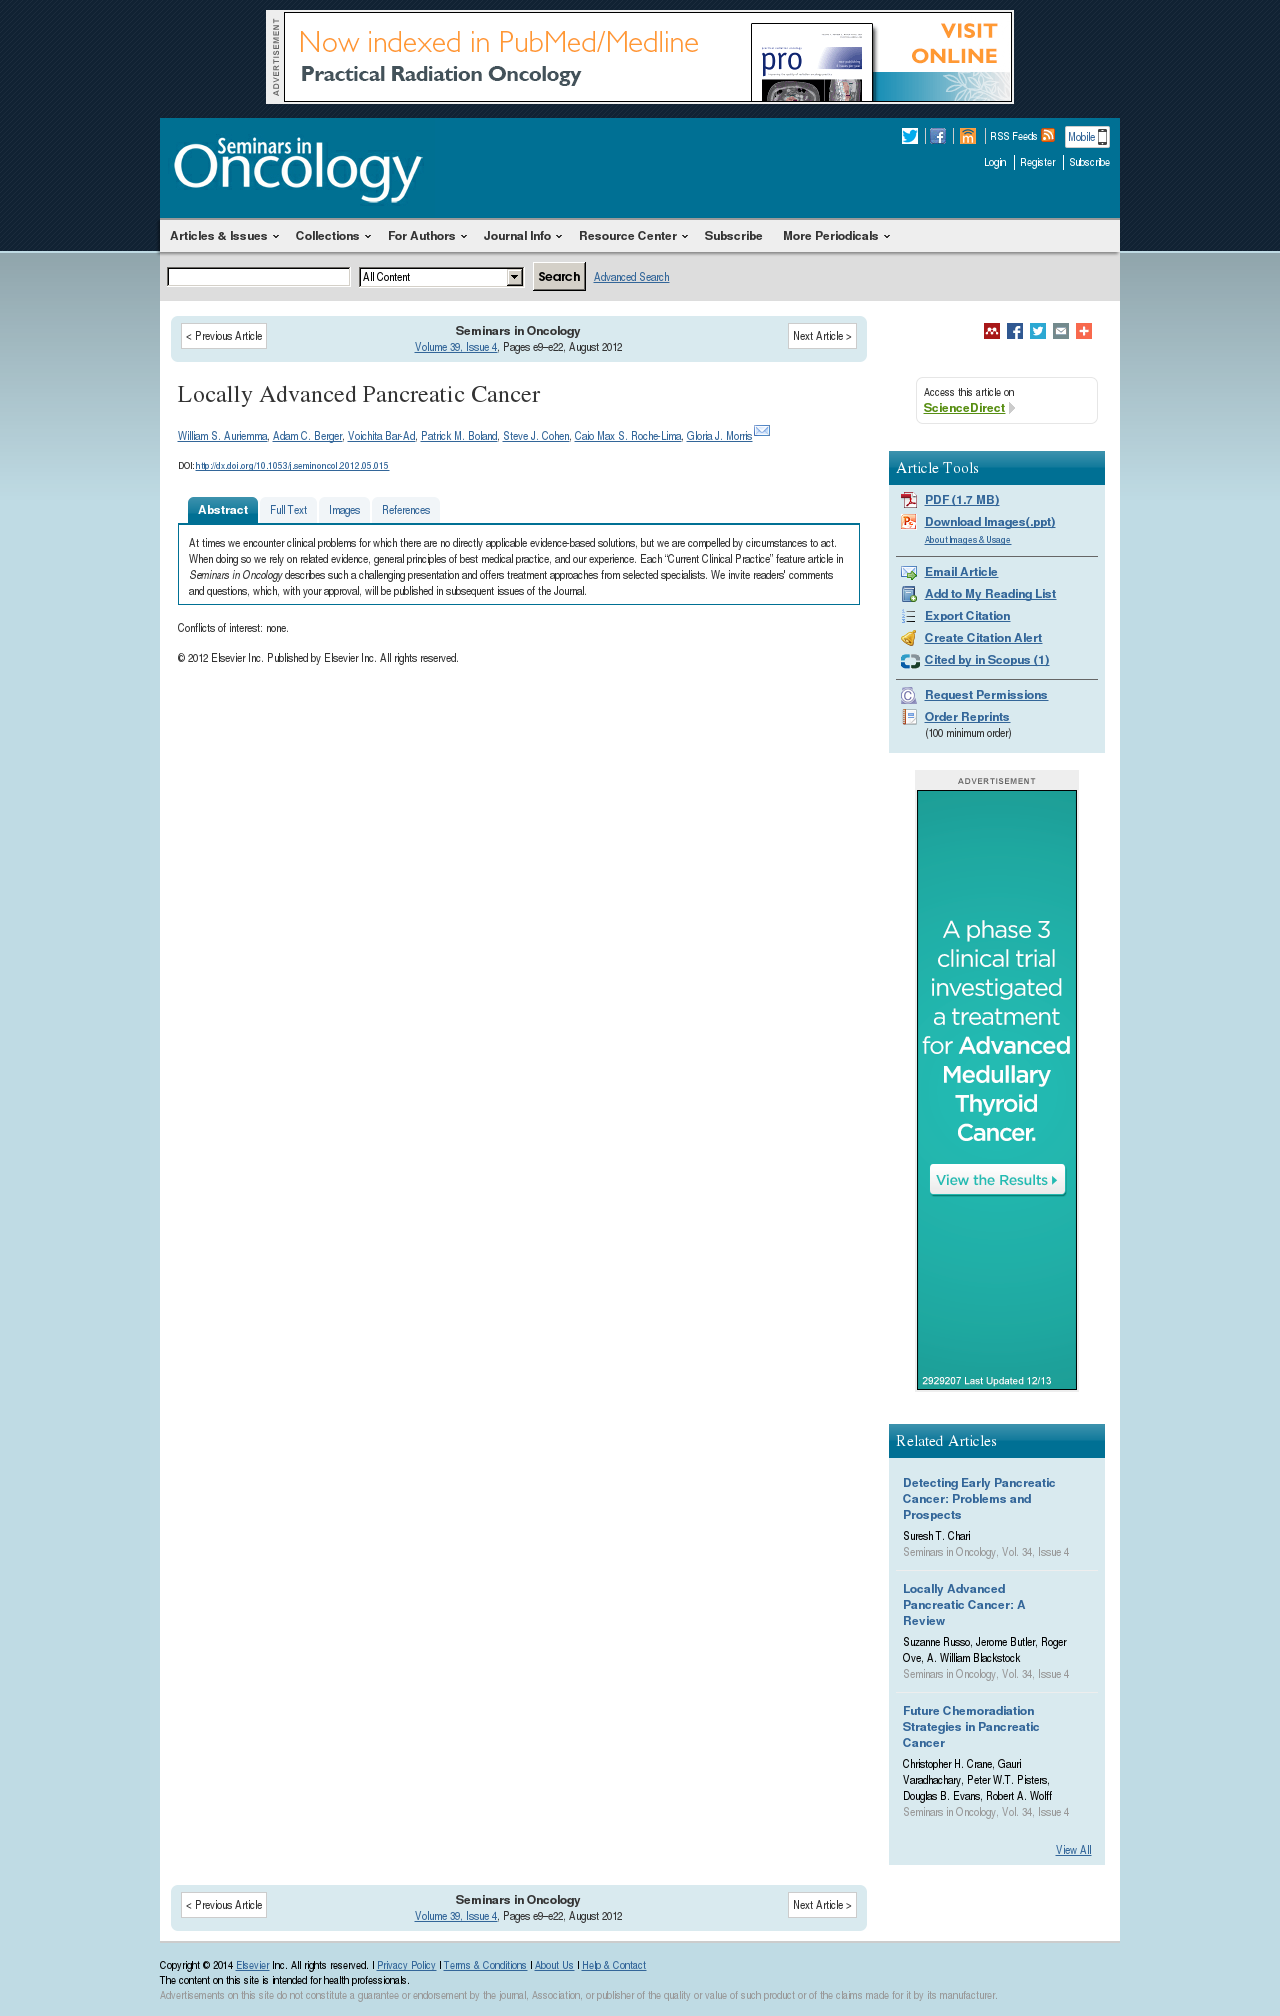 ADVERTISEMENT
Now indexed in PubMed/Medline
Practical Radiation Oncology
pro
VISIT
ONLINE
Seminars in
Oncology
RSS Feeds
Mobile
Login Register Subscribe
Articles & Issues Collections For Authors Journal Info Resource Center Subscribe More Periodicals
All Content Search Advanced Search
< Previous Article
Seminars in Oncology
Volume 39, Issue 4, Pages e9–e22, August 2012
Next Article >
Locally Advanced Pancreatic Cancer
William S. Auriemma, Adam C. Berger, Voichita Bar-Ad, Patrick M. Boland, Steve J. Cohen, Caio Max S. Roche-Lima, Gloria J. Morris
DOI: http://dx.doi.org/10.1053/j.seminoncol.2012.05.015
Abstract Full Text Images References
At times we encounter clinical problems for which there are no directly applicable evidence-based solutions, but we are compelled by circumstances to act.
When doing so we rely on related evidence, general principles of best medical practice, and our experience. Each “Current Clinical Practice” feature article in
Seminars in Oncology describes such a challenging presentation and offers treatment approaches from selected specialists. We invite readers' comments
and questions, which, with your approval, will be published in subsequent issues of the Journal.
Conflicts of interest: none.
© 2012 Elsevier Inc. Published by Elsevier Inc. All rights reserved.
Access this article on
ScienceDirect
Article Tools
PDF (1.7 MB)
Download Images(.ppt)
About Images & Usage
Email Article
Add to My Reading List
Export Citation
Create Citation Alert
Cited by in Scopus (1)
Request Permissions
Order Reprints
(100 minimum order)
ADVERTISEMENT
A phase 3
clinical trial
investigated
a treatment
for Advanced
Medullary
Thyroid
Cancer.
View the Results
2929207 Last Updated 12/13
Related Articles
Detecting Early Pancreatic
Cancer: Problems and
Prospects
Suresh T. Chari
Seminars in Oncology, Vol. 34, Issue 4
Locally Advanced
Pancreatic Cancer: A
Review
Suzanne Russo, Jerome Butler, Roger
Ove, A. William Blackstock
Seminars in Oncology, Vol. 34, Issue 4
Future Chemoradiation
Strategies in Pancreatic
Cancer
Christopher H. Crane, Gauri
Varadhachary, Peter W.T. Pisters,
Douglas B. Evans, Robert A. Wolff
Seminars in Oncology, Vol. 34, Issue 4
View All
< Previous Article
Seminars in Oncology
Volume 39, Issue 4, Pages e9–e22, August 2012
Next Article >
Copyright © 2014 Elsevier Inc. All rights reserved. | Privacy Policy | Terms & Conditions | About Us | Help & Contact
The content on this site is intended for health professionals.
Advertisements on this site do not constitute a guarantee or endorsement by the journal, Association, or publisher of the quality or value of such product or of the claims made for it by its manufacturer.